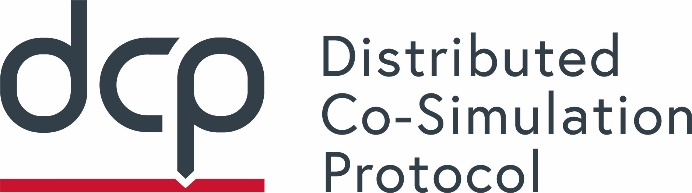 dcp
Distributed
Co-Simulation
Protocol